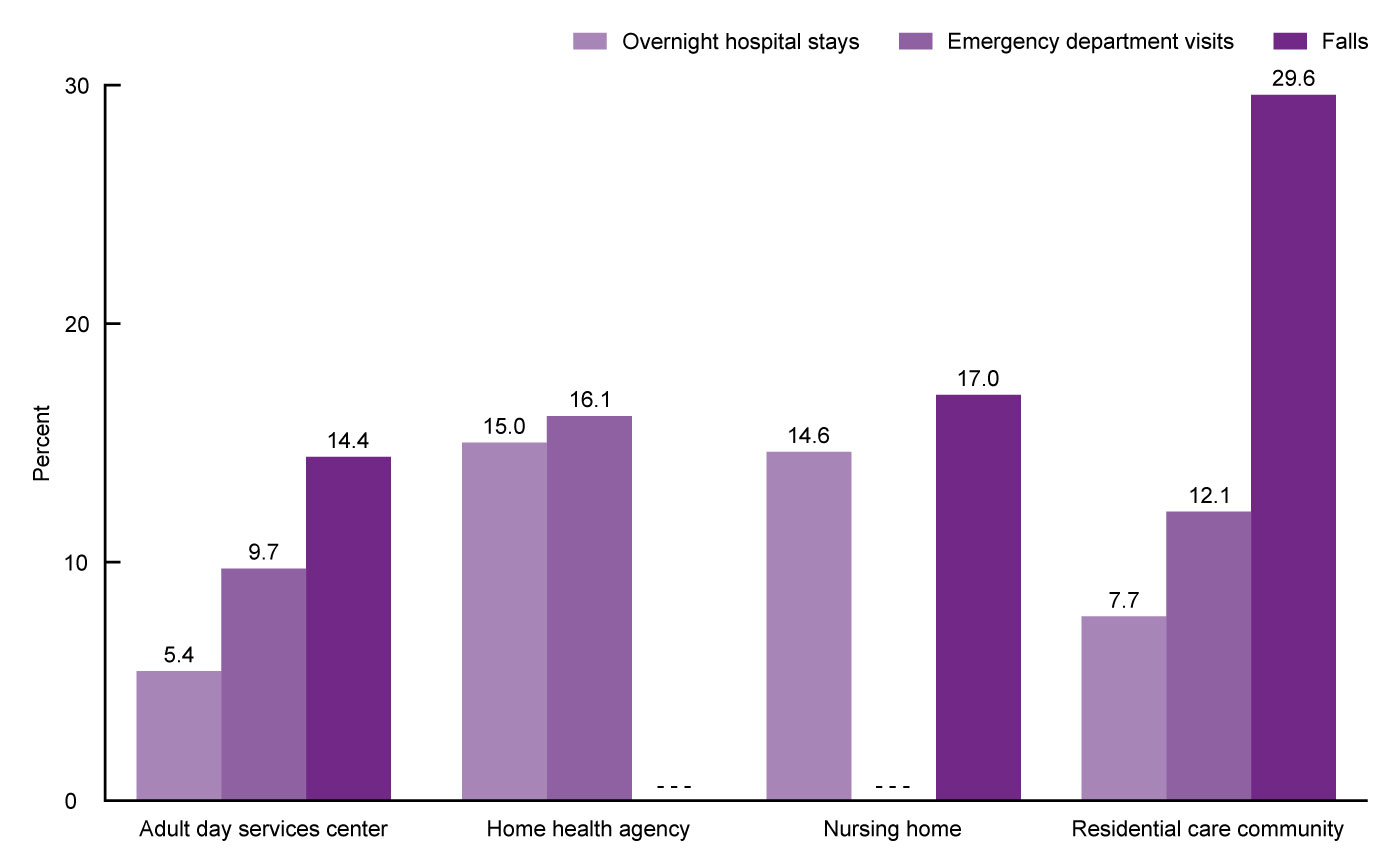 Overnight hospital stays Emergency department visits Falls
30
29.6
20
Percent
14.4
15.0
16.1
14.6
17.0
10
9.7
12.1
5.4
7.7
- - -
- - -
0
Adult day services center Home health agency Nursing home Residential care community